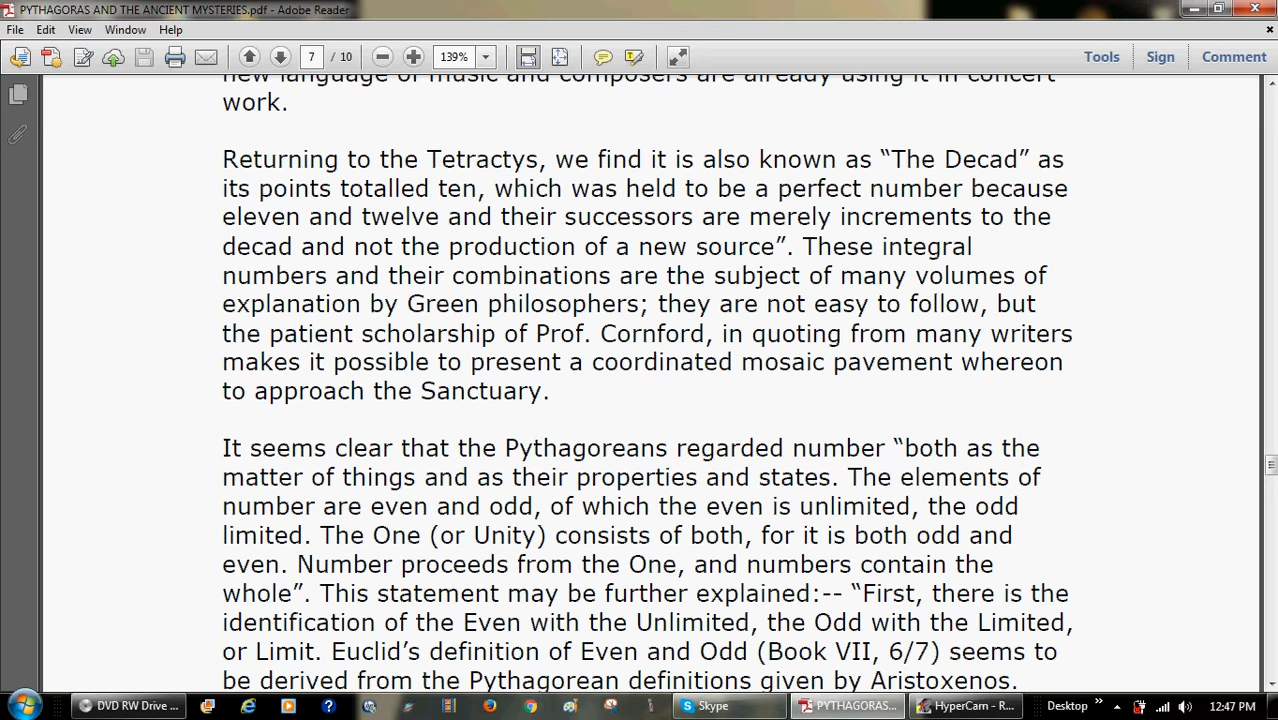 PYTHAGORAS AND THE ANCIENT MYSTERIES.pdf - Adobe Reader
File Edit View Window Help
7 / 10 139% Tools Sign Comment
new language of music and composers are already using it in concert
work.
Returning to the Tetractys, we find it is also known as “The Decad” as
its points totalled ten, which was held to be a perfect number because
eleven and twelve and their successors are merely increments to the
decad and not the production of a new source”. These integral
numbers and their combinations are the subject of many volumes of
explanation by Green philosophers; they are not easy to follow, but
the patient scholarship of Prof. Cornford, in quoting from many writers
makes it possible to present a coordinated mosaic pavement whereon
to approach the Sanctuary.
It seems clear that the Pythagoreans regarded number “both as the
matter of things and as their properties and states. The elements of
number are even and odd, of which the even is unlimited, the odd
limited. The One (or Unity) consists of both, for it is both odd and
even. Number proceeds from the One, and numbers contain the
whole”. This statement may be further explained:-- “First, there is the
identification of the Even with the Unlimited, the Odd with the Limited,
or Limit. Euclid’s definition of Even and Odd (Book VII, 6/7) seems to
be derived from the Pythagorean definitions given by Aristoxenos.
DVD RW Drive ... Skype PYTHAGORAS... HyperCam - R... Desktop » 12:47 PM